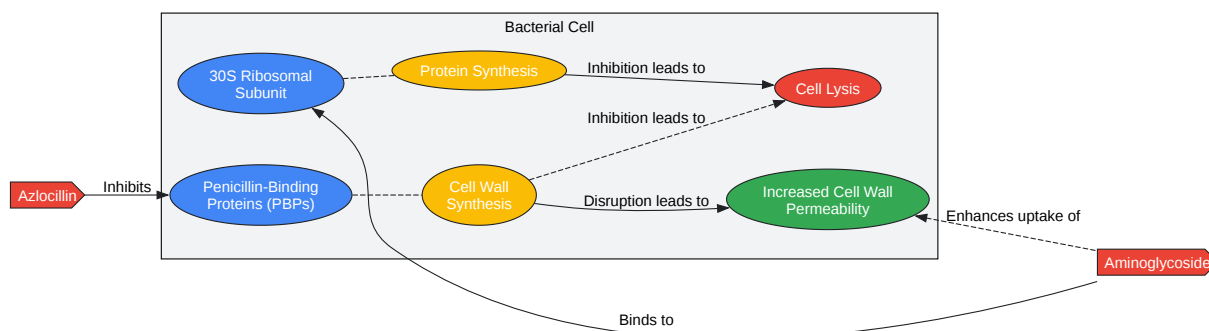 Bacterial Cell
30S Ribosomal
Subunit
Protein Synthesis
Inhibition leads to
Cell Lysis
Inhibition leads to
Azlocillin
Inhibits
Penicillin-Binding
Proteins (PBPs)
Cell Wall
Synthesis
Disruption leads to
Increased Cell Wall
Permeability
Enhances uptake of
Aminoglycoside
Binds to